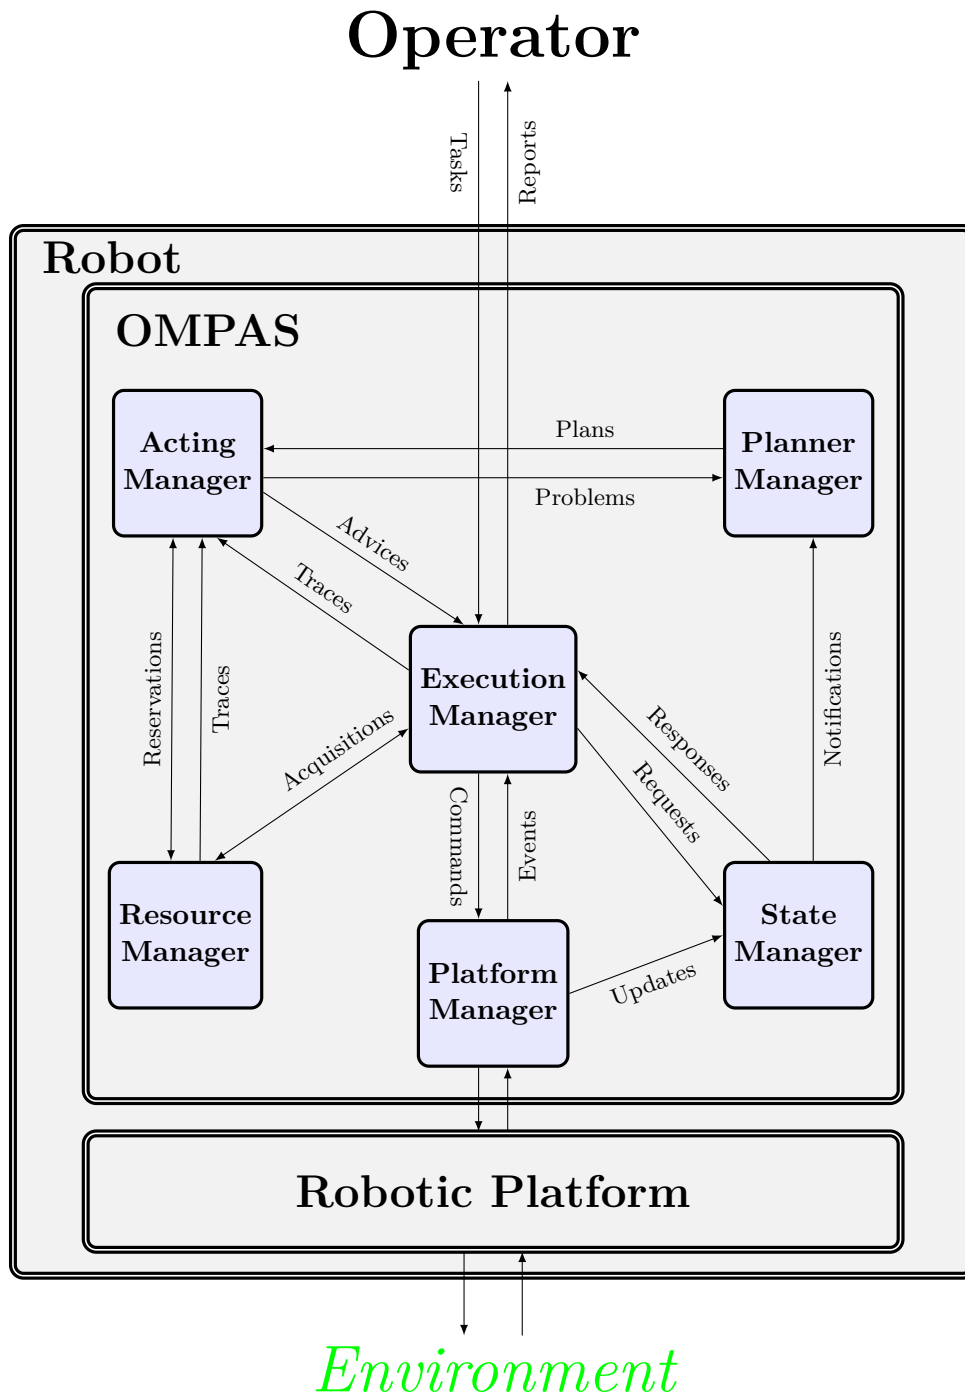 Operator
Tasks
Reports
Robot
OMPAS
Acting
Manager
Plans
Problems
Planner
Manager
Advices
Traces
Reservations
Traces
Execution
Manager
Acquisitions
Responses
Requests
Notifications
Commands
Events
Resource
Manager
Platform
Manager
Updates
State
Manager
Robotic Platform
Environment